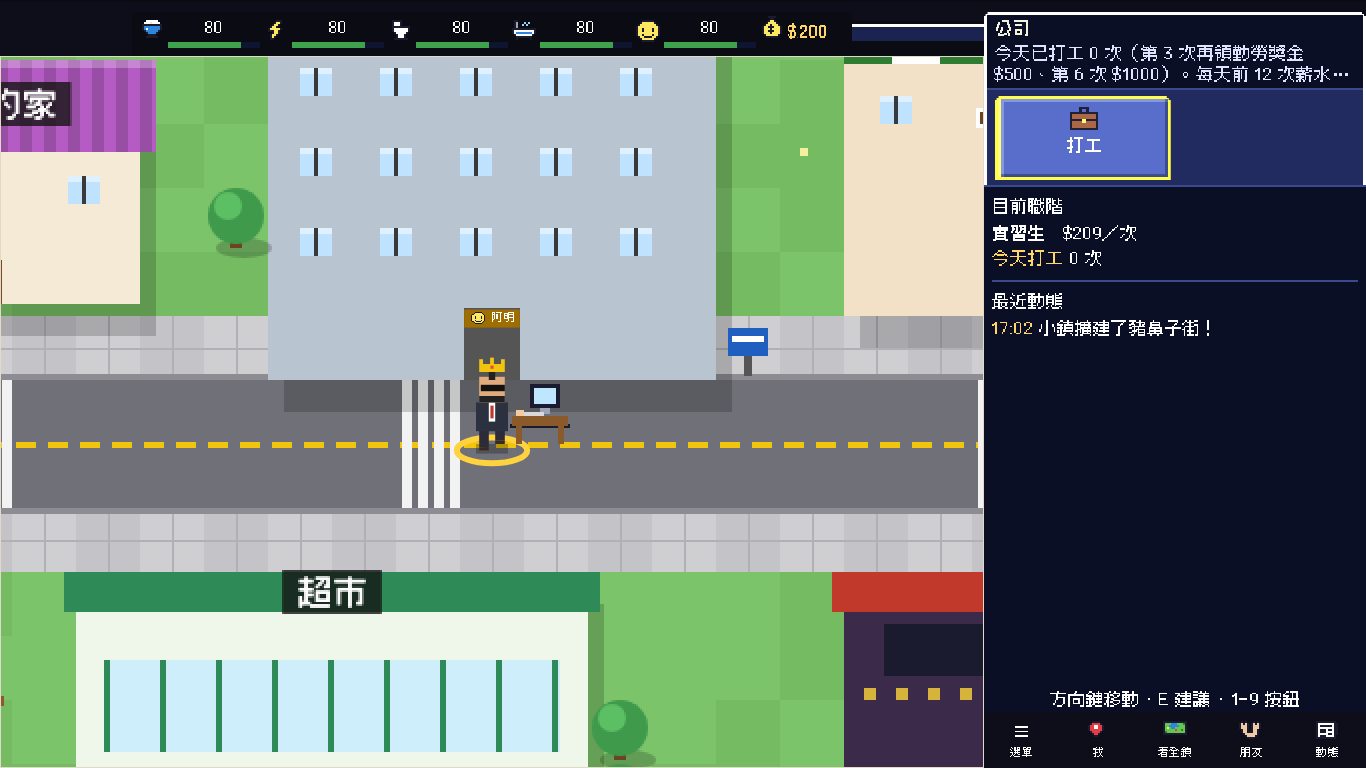 80 80 80 80 80 $200
公司
今天已打工 0 次（第 3 次再領勤勞獎金
$500、第 6 次 $1000）。每天前 12 次薪水…
打工
目前職階
實習生 $209／次
今天打工 0 次
最近動態
17:02 小鎮擴建了豬鼻子街！
的家
阿明
超市
方向鍵移動 · E 建議 · 1-9 按鈕
選單 我 看全鎮 朋友 動態